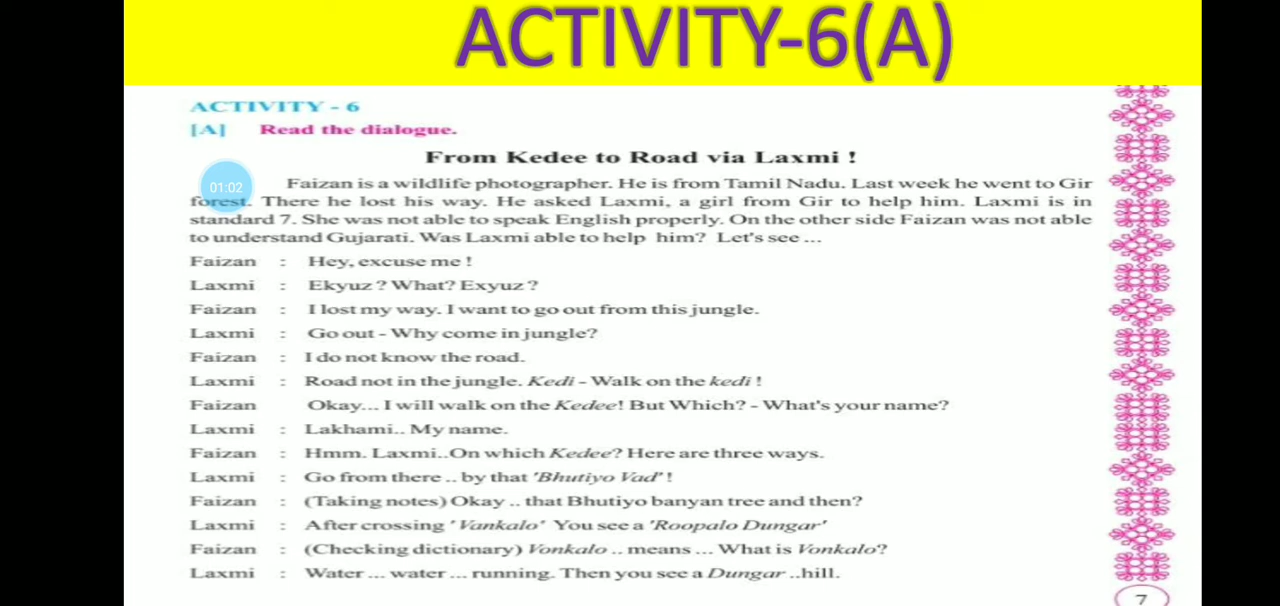 ACTIVITY-6(A)
ACTIVITY - 6
[A] Read the dialogue.
From Kedee to Road via Laxmi !
01:02
Faizan is a wildlife photographer. He is from Tamil Nadu. Last week he went to Gir
forest. There he lost his way. He asked Laxmi, a girl from Gir to help him. Laxmi is in
standard 7. She was not able to speak English properly. On the other side Faizan was not able
to understand Gujarati. Was Laxmi able to help him? Let's see ...
Faizan : Hey, excuse me !
Laxmi : Ekyuz ? What? Exyuz ?
Faizan : I lost my way. I want to go out from this jungle.
Laxmi : Go out - Why come in jungle?
Faizan : I do not know the road.
Laxmi : Road not in the jungle. Kedi - Walk on the kedi !
Faizan Okay... I will walk on the Kedee! But Which? - What's your name?
Laxmi : Lakhami.. My name.
Faizan : Hmm. Laxmi..On which Kedee? Here are three ways.
Laxmi : Go from there .. by that 'Bhutiyo Vad' !
Faizan : (Taking notes) Okay .. that Bhutiyo banyan tree and then?
Laxmi : After crossing 'Vankalo' You see a 'Roopalo Dungar'
Faizan : (Checking dictionary) Vonkalo .. means ... What is Vonkalo?
Laxmi : Water ... water ... running. Then you see a Dungar ..hill.
7